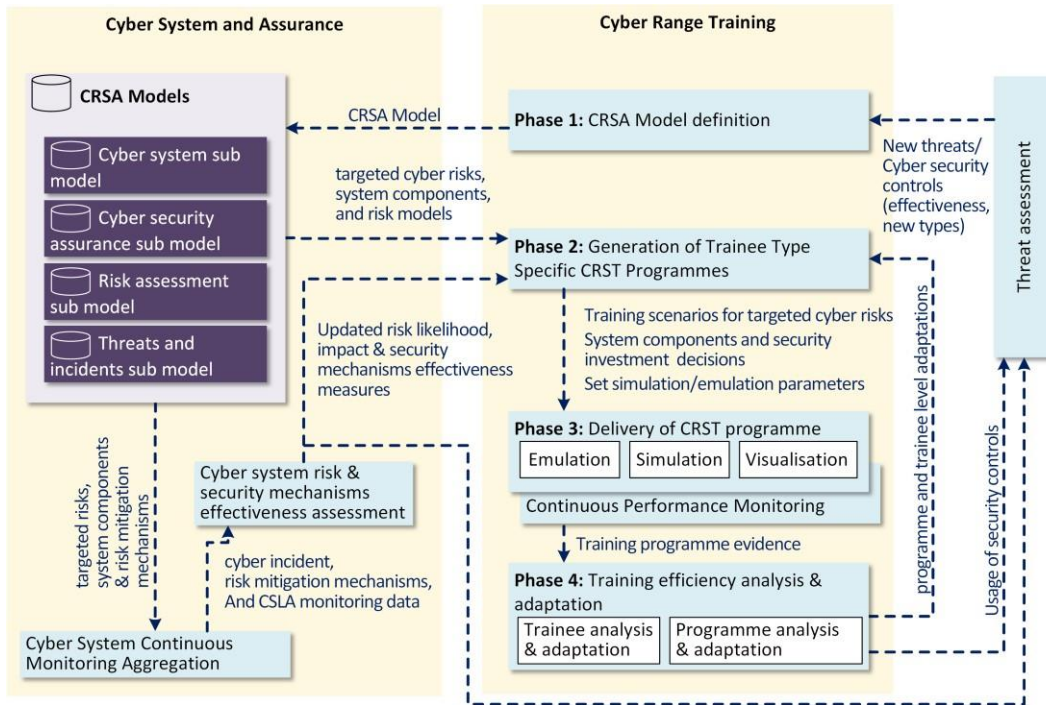 Cyber System and Assurance
CRSA Models
Cyber system sub
model
Cyber security
assurance sub model
Risk assessment
sub model
Threats and
incidents sub model
targeted risks,
system components
& risk mitigation
mechanisms
Cyber System Continuous
Monitoring Aggregation
cyber incident,
risk mitigation mechanisms,
And CSLA monitoring data
Cyber system risk &
security mechanisms
effectiveness assessment
Updated risk likelihood,
impact & security
mechanisms effectiveness
measures
CRSA Model
targeted cyber risks,
system components,
and risk models
Cyber Range Training
Phase 1: CRSA Model definition
Phase 2: Generation of Trainee Type
Specific CRST Programmes
Training scenarios for targeted cyber risks
System components and security
investment decisions
Set simulation/emulation parameters
Phase 3: Delivery of CRST programme
Emulation
Simulation
Visualisation
Continuous Performance Monitoring
Training programme evidence
Phase 4: Training efficiency analysis &
adaptation
Trainee analysis
& adaptation
Programme analysis
& adaptation
programme and trainee level adaptations
New threats/
Cyber security
controls
(effectiveness,
new types)
Usage of security controls
Threat assessment